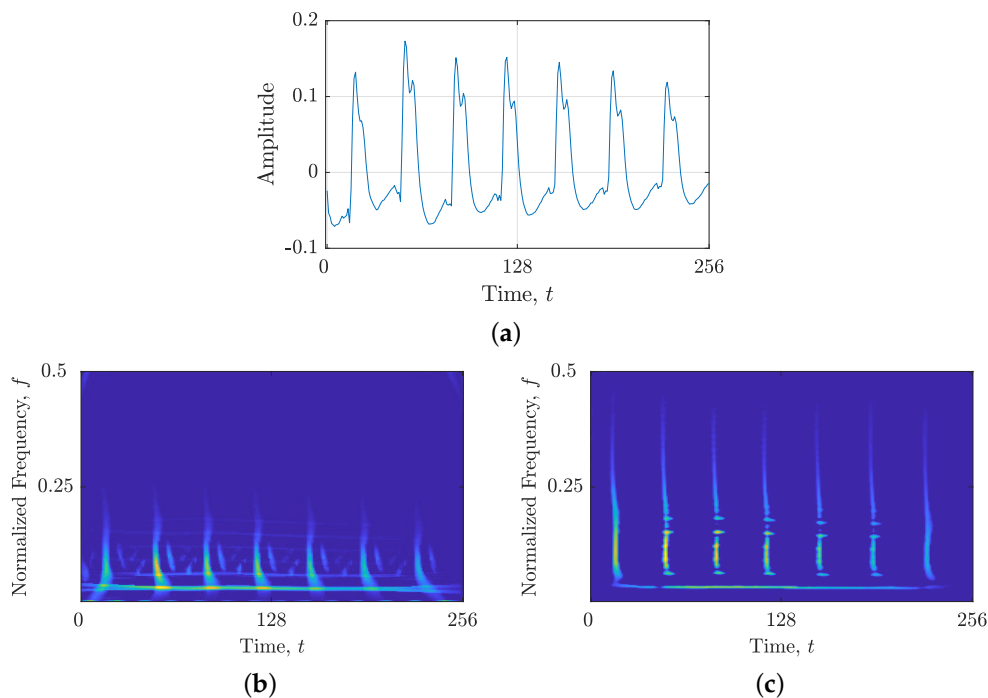 0.2
0.1
0
-0.1
Amplitude
0 128 256
Time, t
(a)
0.5
0.25
Normalized Frequency, f
0 128 256
Time, t
(b)
0.5
0.25
Normalized Frequency, f
0 128 256
Time, t
(c)